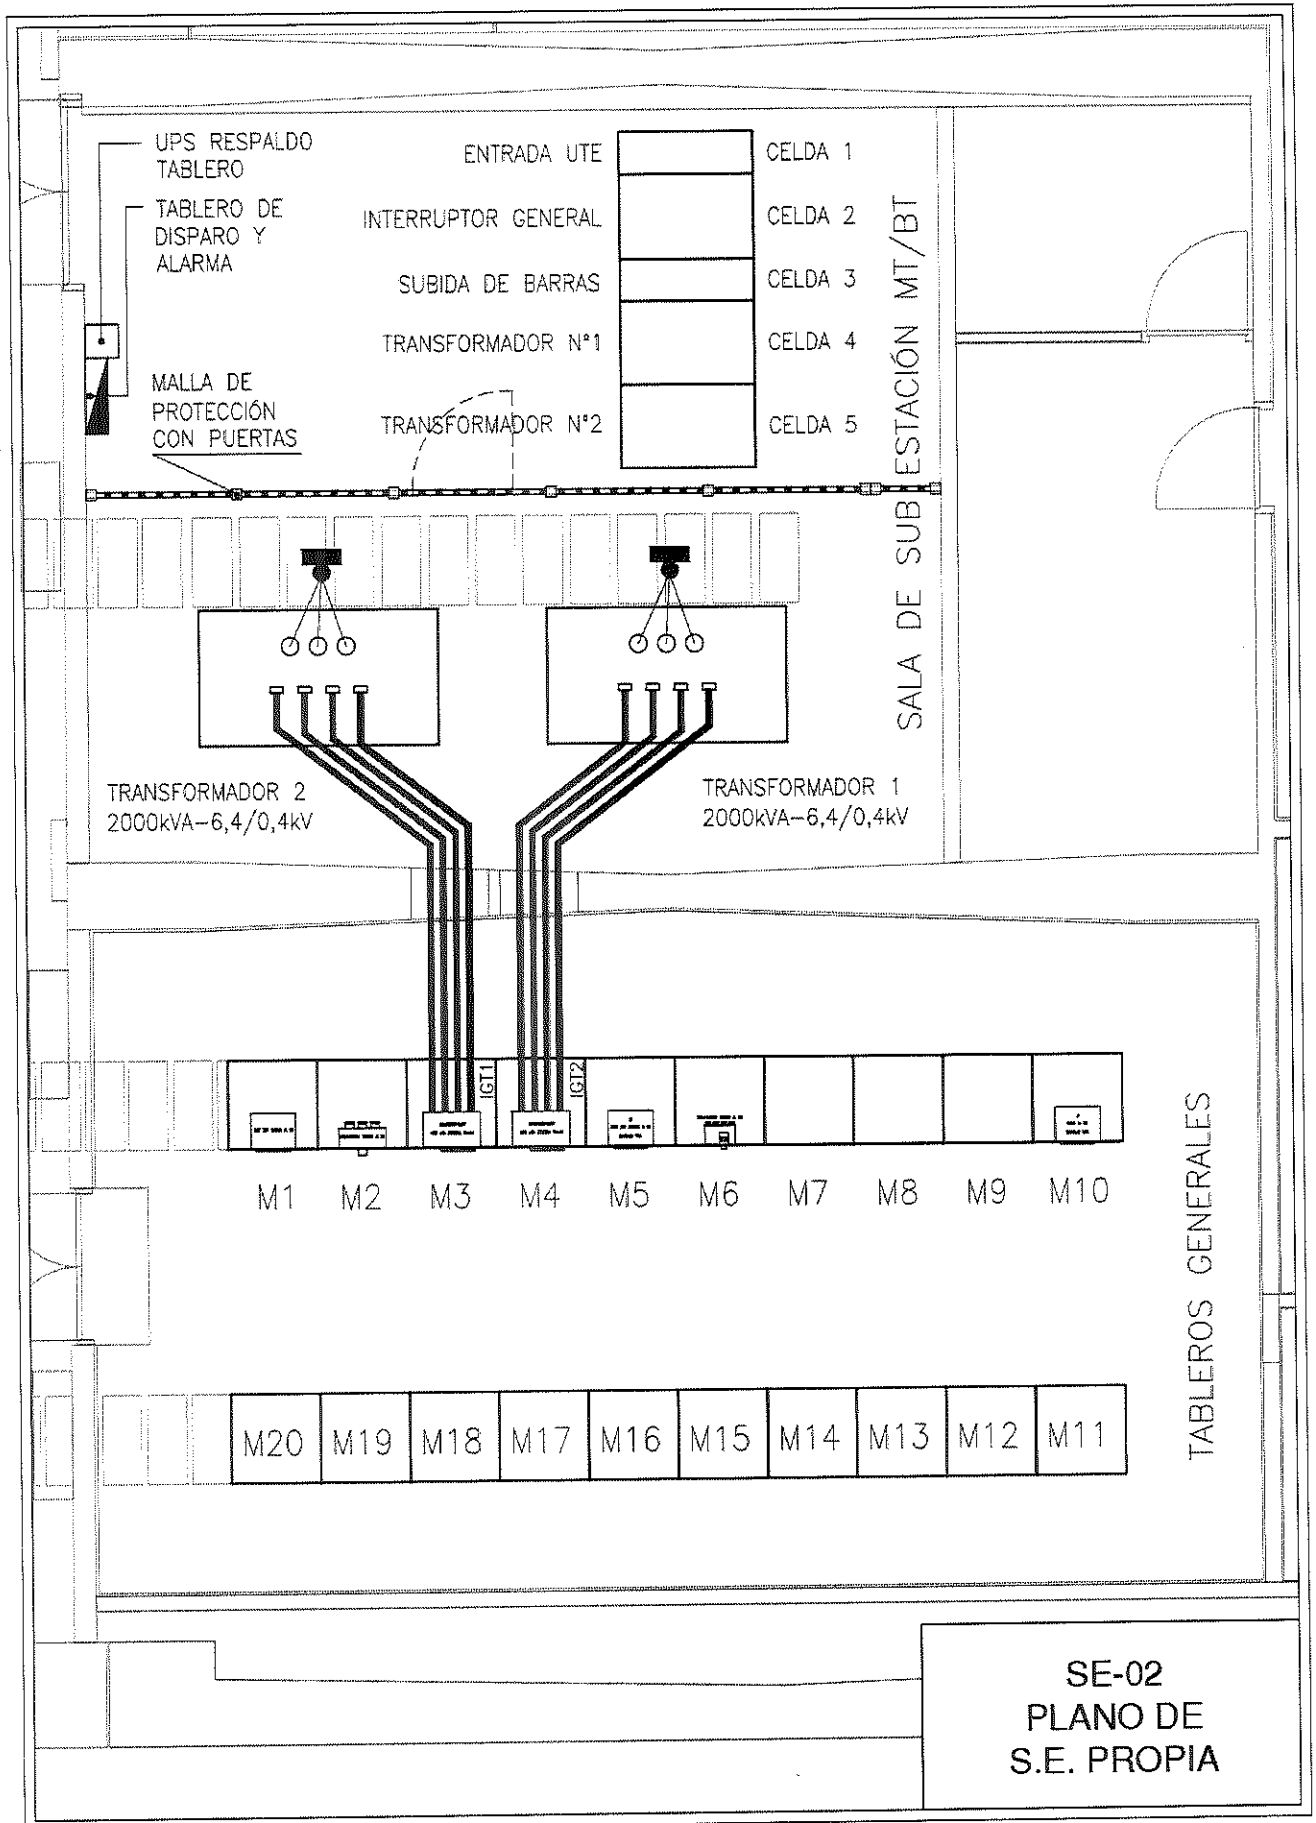 UPS RESPALDO
TABLERO
TABLERO DE
DISPARO Y
ALARMA
MALLA DE
PROTECCIÓN
CON PUERTAS
ENTRADA UTE
CELDA 1
INTERRUPTOR GENERAL
CELDA 2
SUBIDA DE BARRAS
CELDA 3
TRANSFORMADOR N°1
CELDA 4
TRANSFORMADOR N°2
CELDA 5
SALA DE SUB ESTACIÓN MT/BT
TRANSFORMADOR 2
2000kVA-6,4/0,4kV
TRANSFORMADOR 1
2000kVA-6,4/0,4kV
IGT1
IGT2
M1
M2
M3
M4
M5
M6
M7
M8
M9
M10
TABLEROS GENERALES
M20
M19
M18
M17
M16
M15
M14
M13
M12
M11
SE-02
PLANO DE
S.E. PROPIA